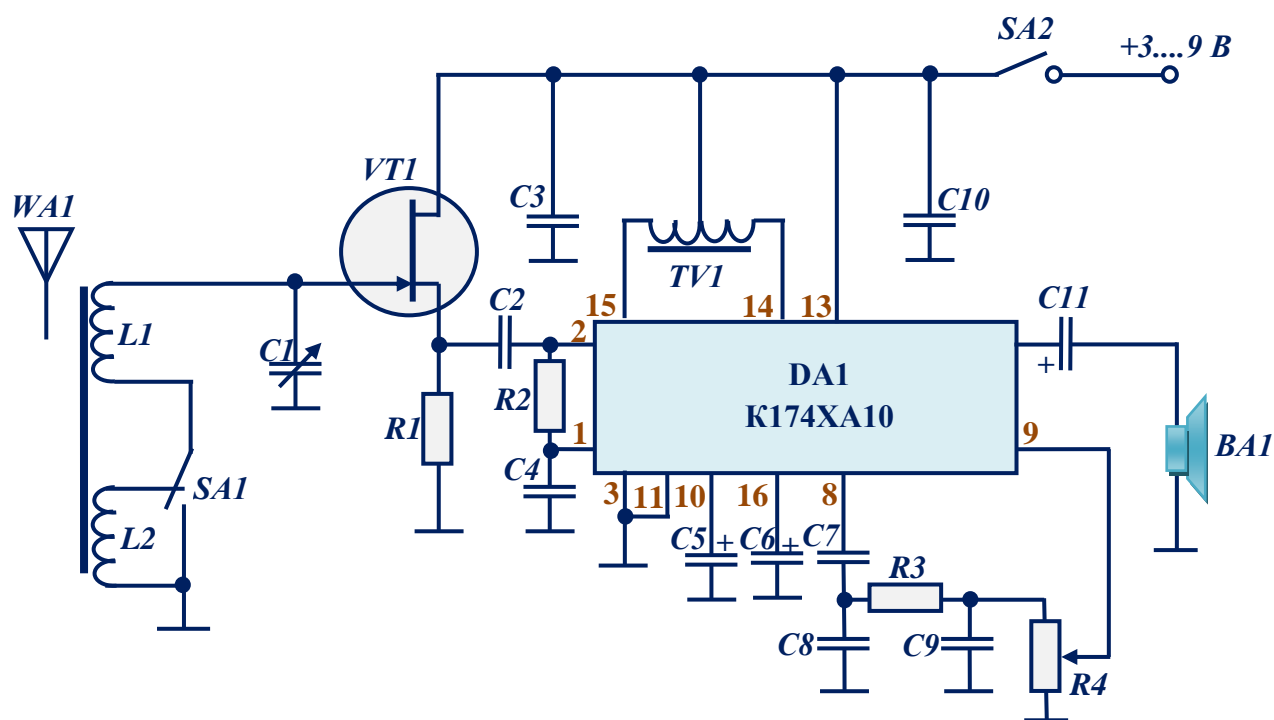 SA2
+3....9 В
VT1
WA1
C3
C10
TV1
15
14
13
C11
C2
2
L1
C1
+
DA1
К174ХА10
R2
R1
1
9
BA1
C4
SA1
3
11
10
16
8
L2
C5
+
C6
+
C7
R3
C8
C9
R4